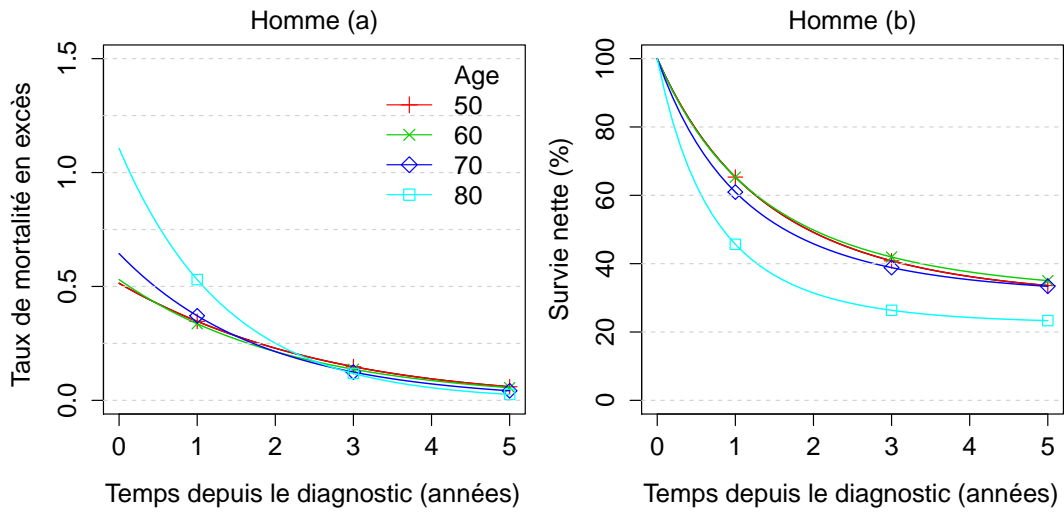 Homme (a)
Taux de mortalité en excès
0.0
0.5
1.0
1.5
Age
50
60
70
80
0 1 2 3 4 5
Temps depuis le diagnostic (années)
Homme (b)
Survie nette (%)
0
20
40
60
80
100
0 1 2 3 4 5
Temps depuis le diagnostic (années)